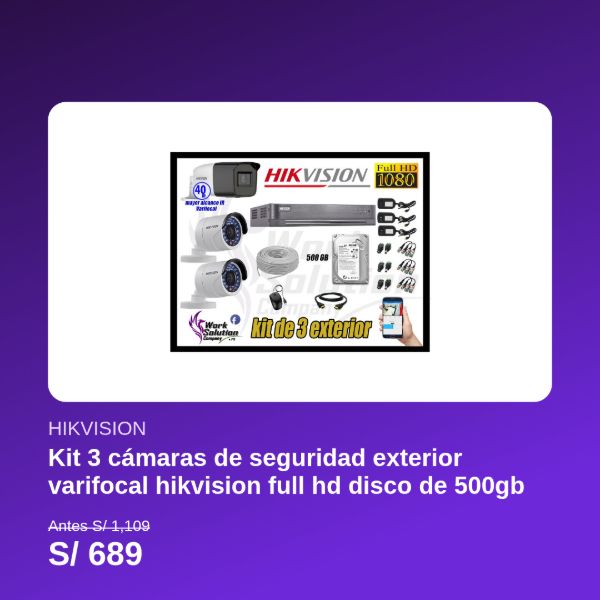 HIKVISION
Full HD
1080
40
mayor alcance IR
Varifocal
500 GB
Work
Solution
Company
kit de 3 exterior
HIKVISION
Kit 3 cámaras de seguridad exterior
varifocal hikvision full hd disco de 500gb
Antes S/ 1,109
S/ 689